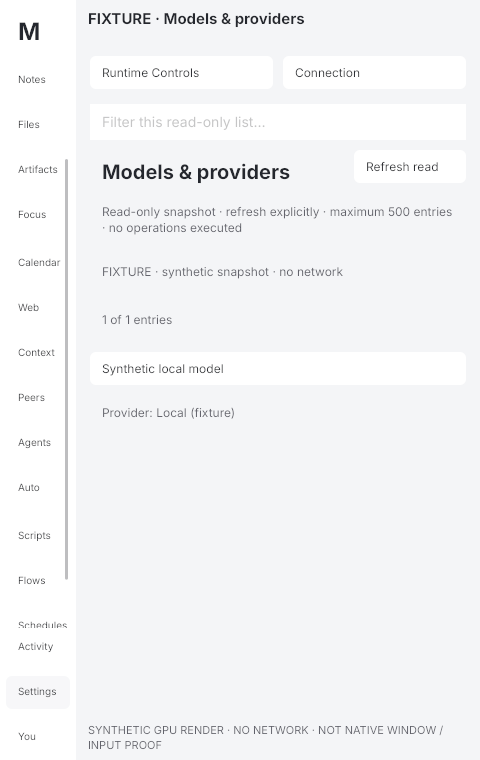 M
Notes
Files
Artifacts
Focus
Calendar
Web
Context
Peers
Agents
Auto
Scripts
Flows
Schedules
Activity
Settings
You
FIXTURE · Models & providers
Runtime Controls
Connection
Filter this read-only list...
Models & providers
Refresh read
Read-only snapshot · refresh explicitly · maximum 500 entries
· no operations executed
FIXTURE · synthetic snapshot · no network
1 of 1 entries
Synthetic local model
Provider: Local (fixture)
SYNTHETIC GPU RENDER · NO NETWORK · NOT NATIVE WINDOW /
INPUT PROOF